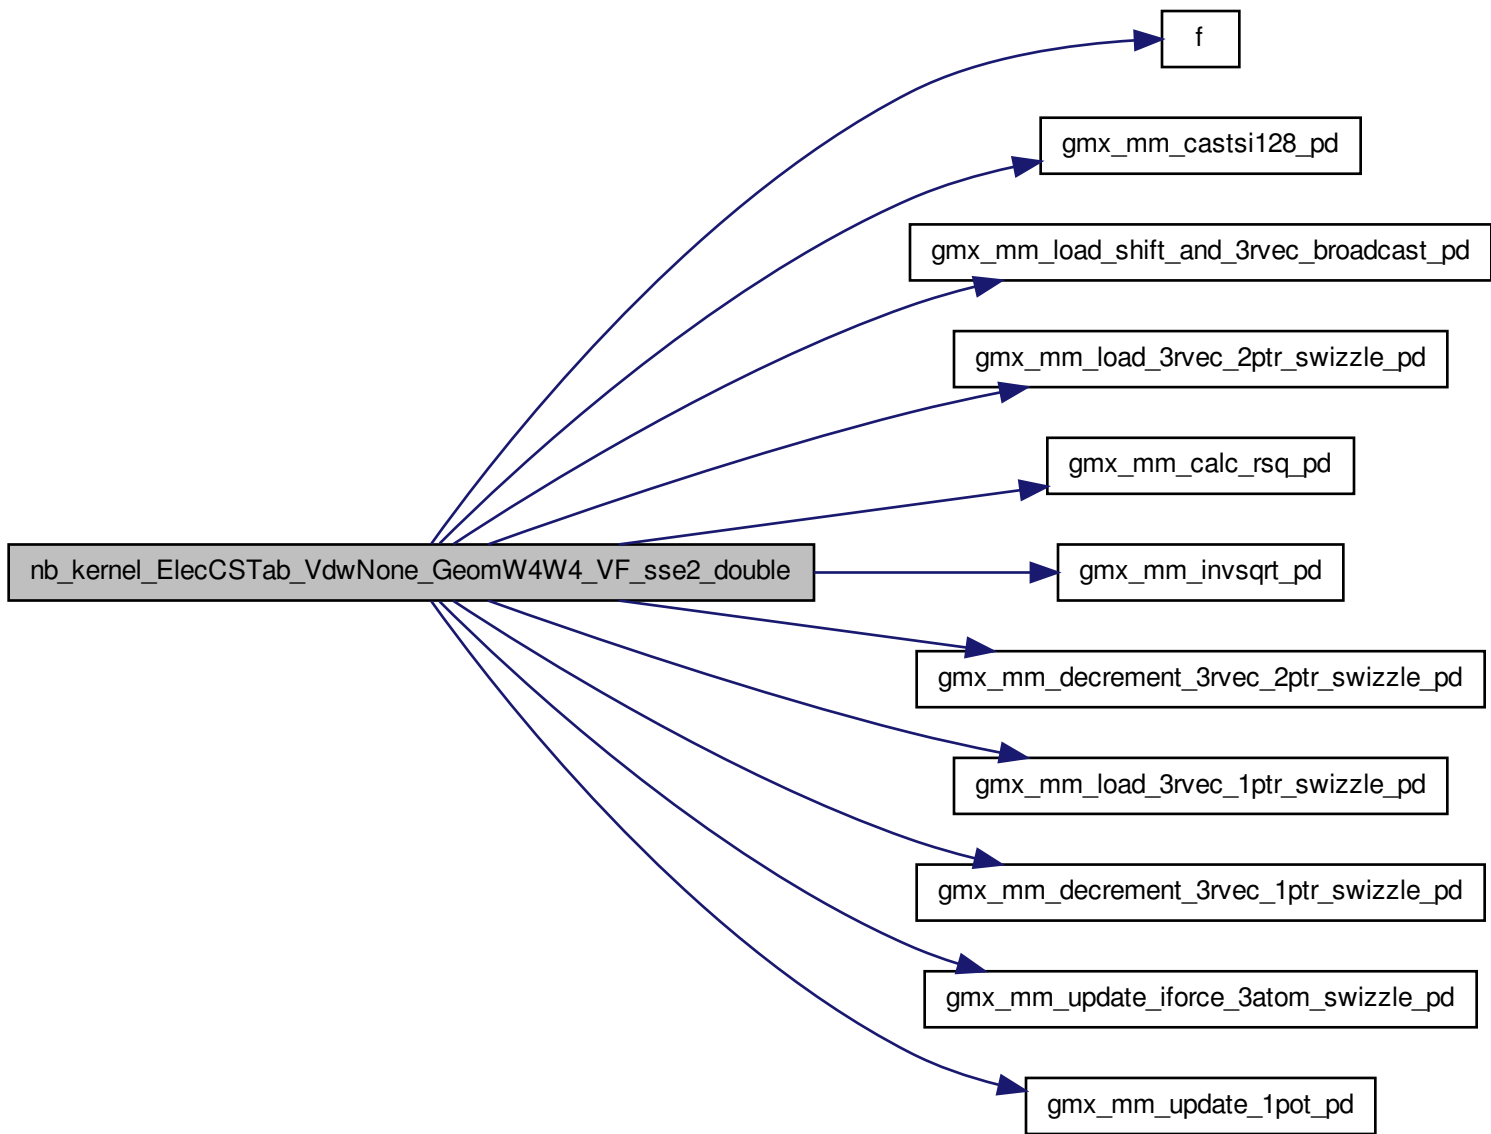 f
gmx_mm_castsi128_pd
gmx_mm_load_shift_and_3rvec_broadcast_pd
gmx_mm_load_3rvec_2ptr_swizzle_pd
gmx_mm_calc_rsq_pd
nb_kernel_ElecCSTab_VdwNone_GeomW4W4_VF_sse2_double
gmx_mm_invsqrt_pd
gmx_mm_decrement_3rvec_2ptr_swizzle_pd
gmx_mm_load_3rvec_1ptr_swizzle_pd
gmx_mm_decrement_3rvec_1ptr_swizzle_pd
gmx_mm_update_iforce_3atom_swizzle_pd
gmx_mm_update_1pot_pd